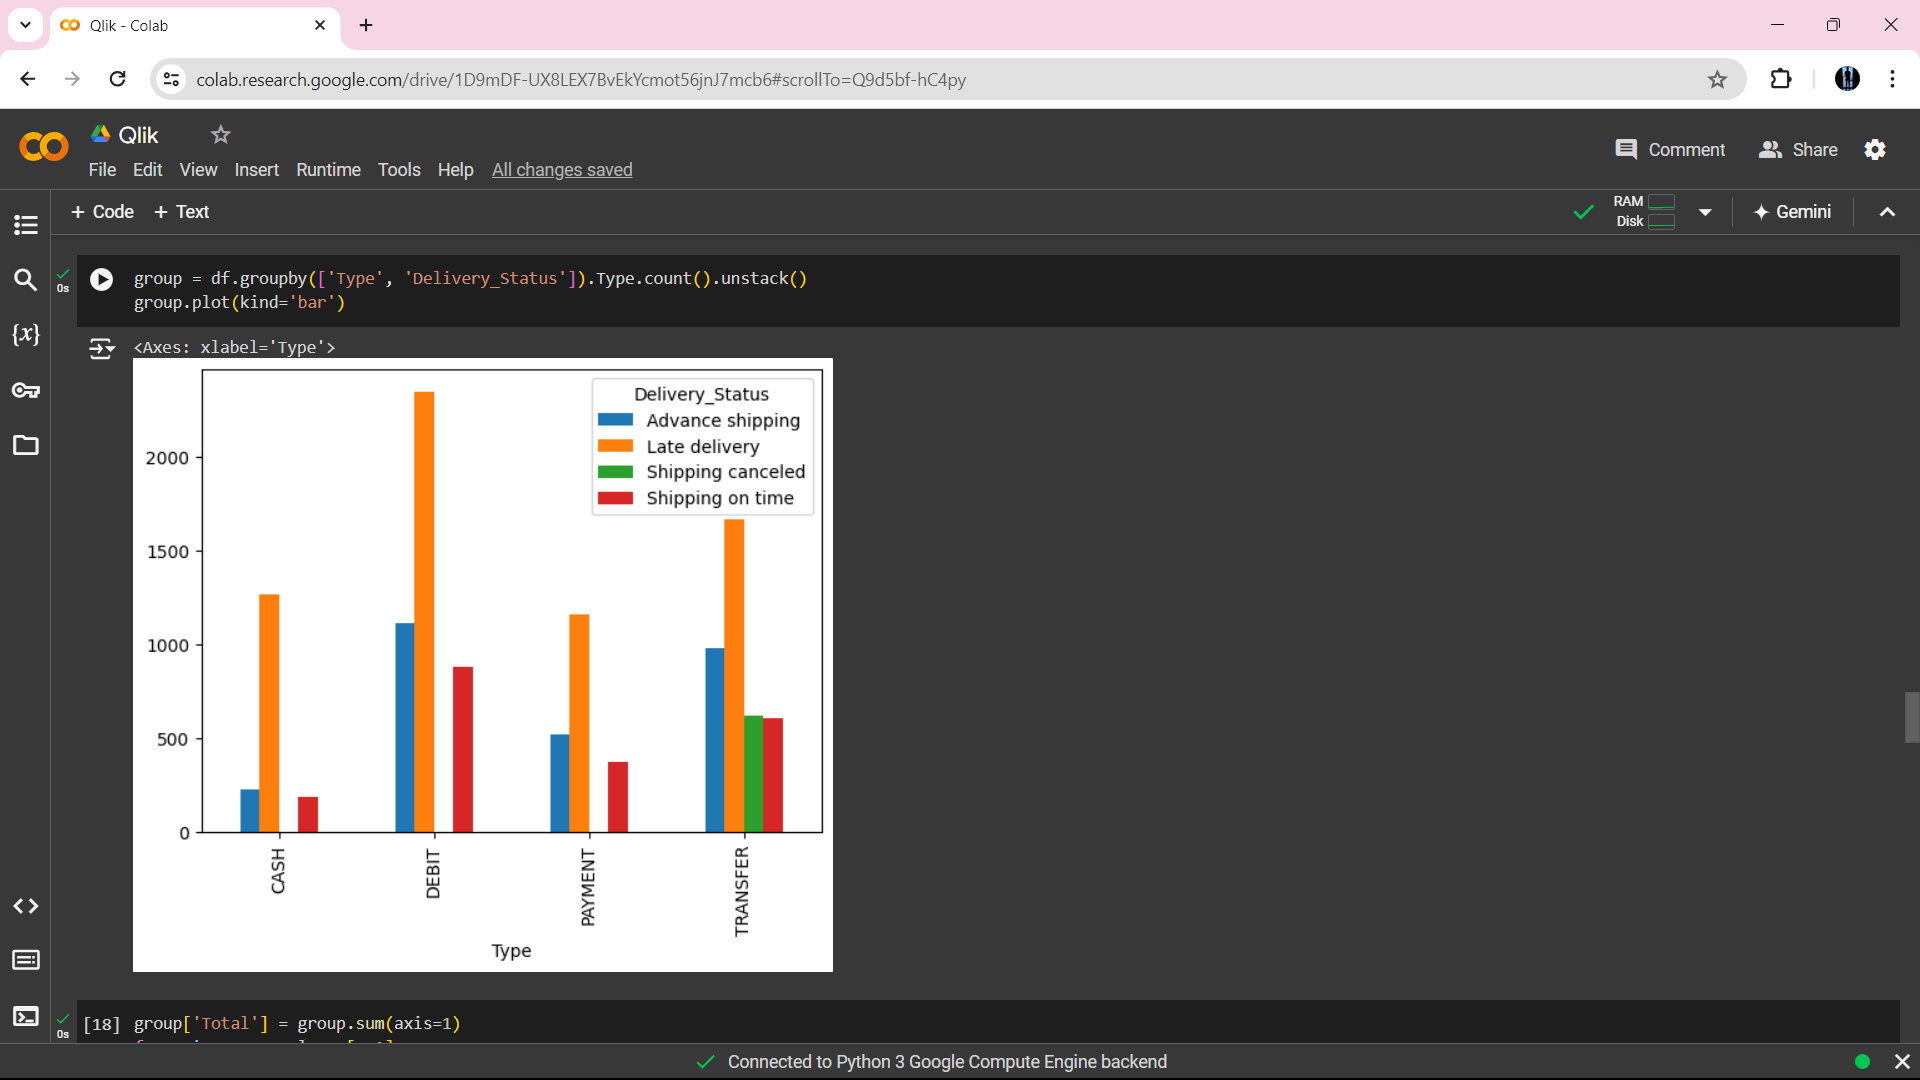 Qlik - Colab
colab.research.google.com/drive/1D9mDF-UX8LEX7BvEkYcmot56jnJ7mcb6#scrollTo=Q9d5bf-hC4py
Qlik
File Edit View Insert Runtime Tools Help All changes saved
Comment Share
+ Code + Text
RAM
Disk
Gemini
0s
group = df.groupby(['Type', 'Delivery_Status']).Type.count().unstack()
group.plot(kind='bar')
{x}
<Axes: xlabel='Type'>
Delivery_Status
Advance shipping
Late delivery
Shipping canceled
Shipping on time
2000
1500
1000
500
0
CASH
DEBIT
PAYMENT
TRANSFER
Type
0s
[18] group['Total'] = group.sum(axis=1)
Connected to Python 3 Google Compute Engine backend